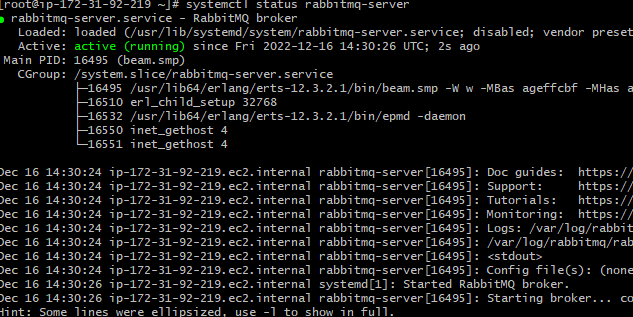 [root@ip-172-31-92-219 ~]# systemctl status rabbitmq-server
● rabbitmq-server.service - RabbitMQ broker
   Loaded: loaded (/usr/lib/systemd/system/rabbitmq-server.service; disabled; vendor preset
   Active: active (running) since Fri 2022-12-16 14:30:26 UTC; 2s ago
 Main PID: 16495 (beam.smp)
   CGroup: /system.slice/rabbitmq-server.service
           ├─16495 /usr/lib64/erlang/erts-12.3.2.1/bin/beam.smp -W w -MBas ageffcbf -MHas a
           ├─16510 erl_child_setup 32768
           ├─16532 /usr/lib64/erlang/erts-12.3.2.1/bin/epmd -daemon
           ├─16550 inet_gethost 4
           └─16551 inet_gethost 4
Dec 16 14:30:24 ip-172-31-92-219.ec2.internal rabbitmq-server[16495]: Doc guides:  https://
Dec 16 14:30:24 ip-172-31-92-219.ec2.internal rabbitmq-server[16495]: Support:     https://
Dec 16 14:30:24 ip-172-31-92-219.ec2.internal rabbitmq-server[16495]: Tutorials:   https://
Dec 16 14:30:24 ip-172-31-92-219.ec2.internal rabbitmq-server[16495]: Monitoring:  https://
Dec 16 14:30:24 ip-172-31-92-219.ec2.internal rabbitmq-server[16495]: Logs: /var/log/rabbit
Dec 16 14:30:24 ip-172-31-92-219.ec2.internal rabbitmq-server[16495]: /var/log/rabbitmq/rab
Dec 16 14:30:24 ip-172-31-92-219.ec2.internal rabbitmq-server[16495]: <stdout>
Dec 16 14:30:24 ip-172-31-92-219.ec2.internal rabbitmq-server[16495]: Config file(s): (none
Dec 16 14:30:26 ip-172-31-92-219.ec2.internal systemd[1]: Started RabbitMQ broker.
Dec 16 14:30:26 ip-172-31-92-219.ec2.internal rabbitmq-server[16495]: Starting broker... co
Hint: Some lines were ellipsized, use -l to show in full.